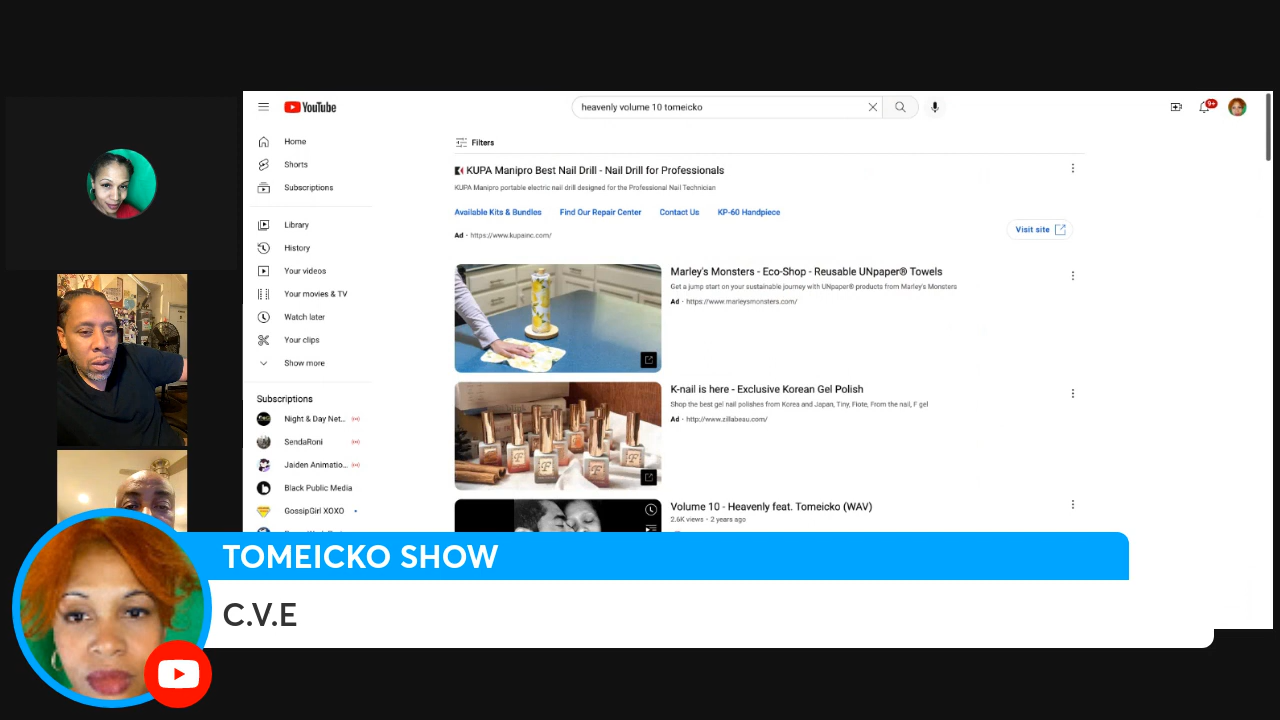 YouTube
heavenly volume 10 tomeicko
9+
Home
Shorts
Subscriptions
Library
History
Your videos
Your movies & TV
Watch later
Your clips
Show more
Subscriptions
Night & Day Net...
SendaRoni
Jaiden Animatio...
Black Public Media
GossipGirl XOXO
Filters
KUPA Manipro Best Nail Drill - Nail Drill for Professionals
KUPA Manipro portable electric nail drill designed for the Professional Nail Technician
Available Kits & Bundles Find Our Repair Center Contact Us KP-60 Handpiece
Ad · https://www.kupainc.com/
Visit site
Marley's Monsters - Eco-Shop - Reusable UNpaper® Towels
Get a jump start on your sustainable journey with UNpaper® products from Marley's Monsters
Ad · https://www.marleysmonsters.com/
K-nail is here - Exclusive Korean Gel Polish
Shop the best gel nail polishes from Korea and Japan, Tiny, Fiote, From the nail, F gel
Ad · http://www.zillabeau.com/
Volume 10 - Heavenly feat. Tomeicko (WAV)
2.6K views · 2 years ago
TOMEICKO SHOW
C.V.E